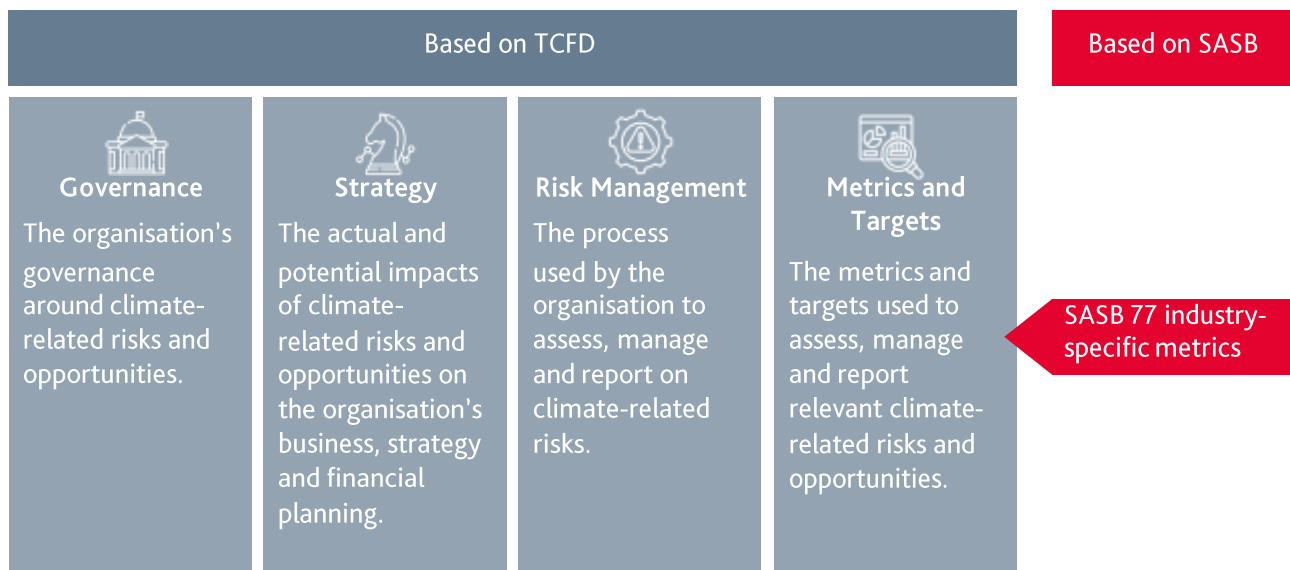 Based on TCFD
Based on SASB
Governance
The organisation's
governance
around climate-
related risks and
opportunities.
Strategy
The actual and
potential impacts
of climate-
related risks and
opportunities on
the organisation's
business, strategy
and financial
planning.
Risk Management
The process
used by the
organisation to
assess, manage
and report on
climate-related
risks.
Metrics and
Targets
The metrics and
targets used to
assess, manage
and report
relevant climate-
related risks and
opportunities.
SASB 77 industry-
specific metrics